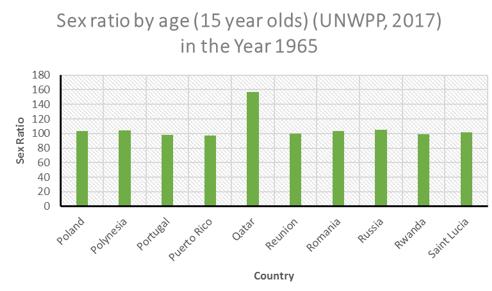 Sex ratio by age (15 year olds) (UNWPP, 2017)
in the Year 1965
180
160
140
120
100
80
60
40
20
0
Sex Ratio
Poland
Polynesia
Portugal
Puerto Rico
Qatar
Reunion
Romania
Russia
Rwanda
Saint Lucia
Country